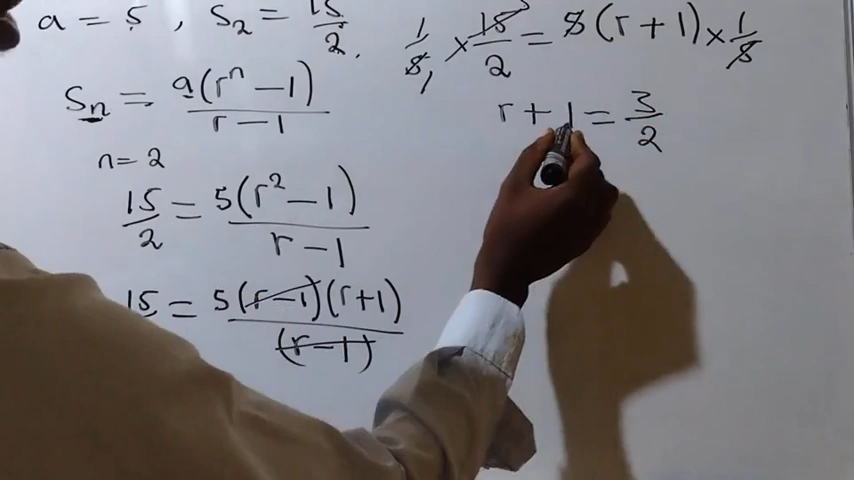 a = 5 , S₂ = 15/2 .
Sn = a(rⁿ − 1)/r − 1
n = 2
15/2 = 5(r² − 1)/r − 1
15 = 5(r − 1)(r + 1)/(r − 1)
1/5, × 15/2 = 5(r + 1) × 1/5
r + 1 = 3/2